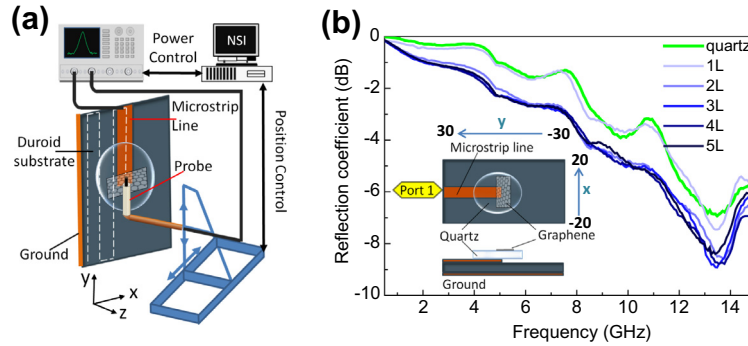 (a)
NSI
Power
Control
Microstrip
Line
Duroid
substrate
Probe
Position Control
Ground
y
x
z
(b)
0
-2
-4
-6
-8
-10
Reflection coefficient (dB)
quartz
1L
2L
3L
4L
5L
y
30
-30
Microstrip line
20
Port 1
x
-20
Quartz
Graphene
Ground
2 4 6 8 10 12 14
Frequency (GHz)